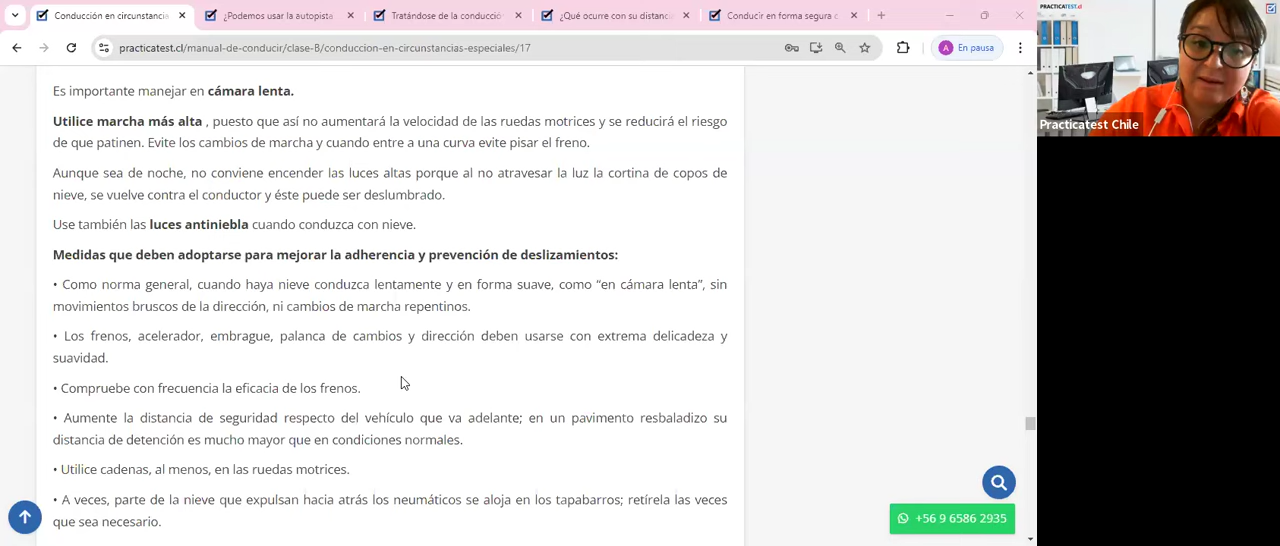 Conducción en circunstancias
¿Podemos usar la autopista
Tratándose de la conducció
¿Qué ocurre con su distanci
Conducir en forma segura
practicatest.cl/manual-de-conducir/clase-B/conduccion-en-circunstancias-especiales/17
A En pausa
PRACTICATEST.cl
Es importante manejar en cámara lenta.
Utilice marcha más alta , puesto que así no aumentará la velocidad de las ruedas motrices y se reducirá el riesgo
de que patinen. Evite los cambios de marcha y cuando entre a una curva evite pisar el freno.
Aunque sea de noche, no conviene encender las luces altas porque al no atravesar la luz la cortina de copos de
nieve, se vuelve contra el conductor y éste puede ser deslumbrado.
Use también las luces antiniebla cuando conduzca con nieve.
Medidas que deben adoptarse para mejorar la adherencia y prevención de deslizamientos:
• Como norma general, cuando haya nieve conduzca lentamente y en forma suave, como “en cámara lenta”, sin
movimientos bruscos de la dirección, ni cambios de marcha repentinos.
• Los frenos, acelerador, embrague, palanca de cambios y dirección deben usarse con extrema delicadeza y
suavidad.
• Compruebe con frecuencia la eficacia de los frenos.
• Aumente la distancia de seguridad respecto del vehículo que va adelante; en un pavimento resbaladizo su
distancia de detención es mucho mayor que en condiciones normales.
• Utilice cadenas, al menos, en las ruedas motrices.
• A veces, parte de la nieve que expulsan hacia atrás los neumáticos se aloja en los tapabarros; retírela las veces
que sea necesario.
+56 9 6586 2935
Practicatest Chile